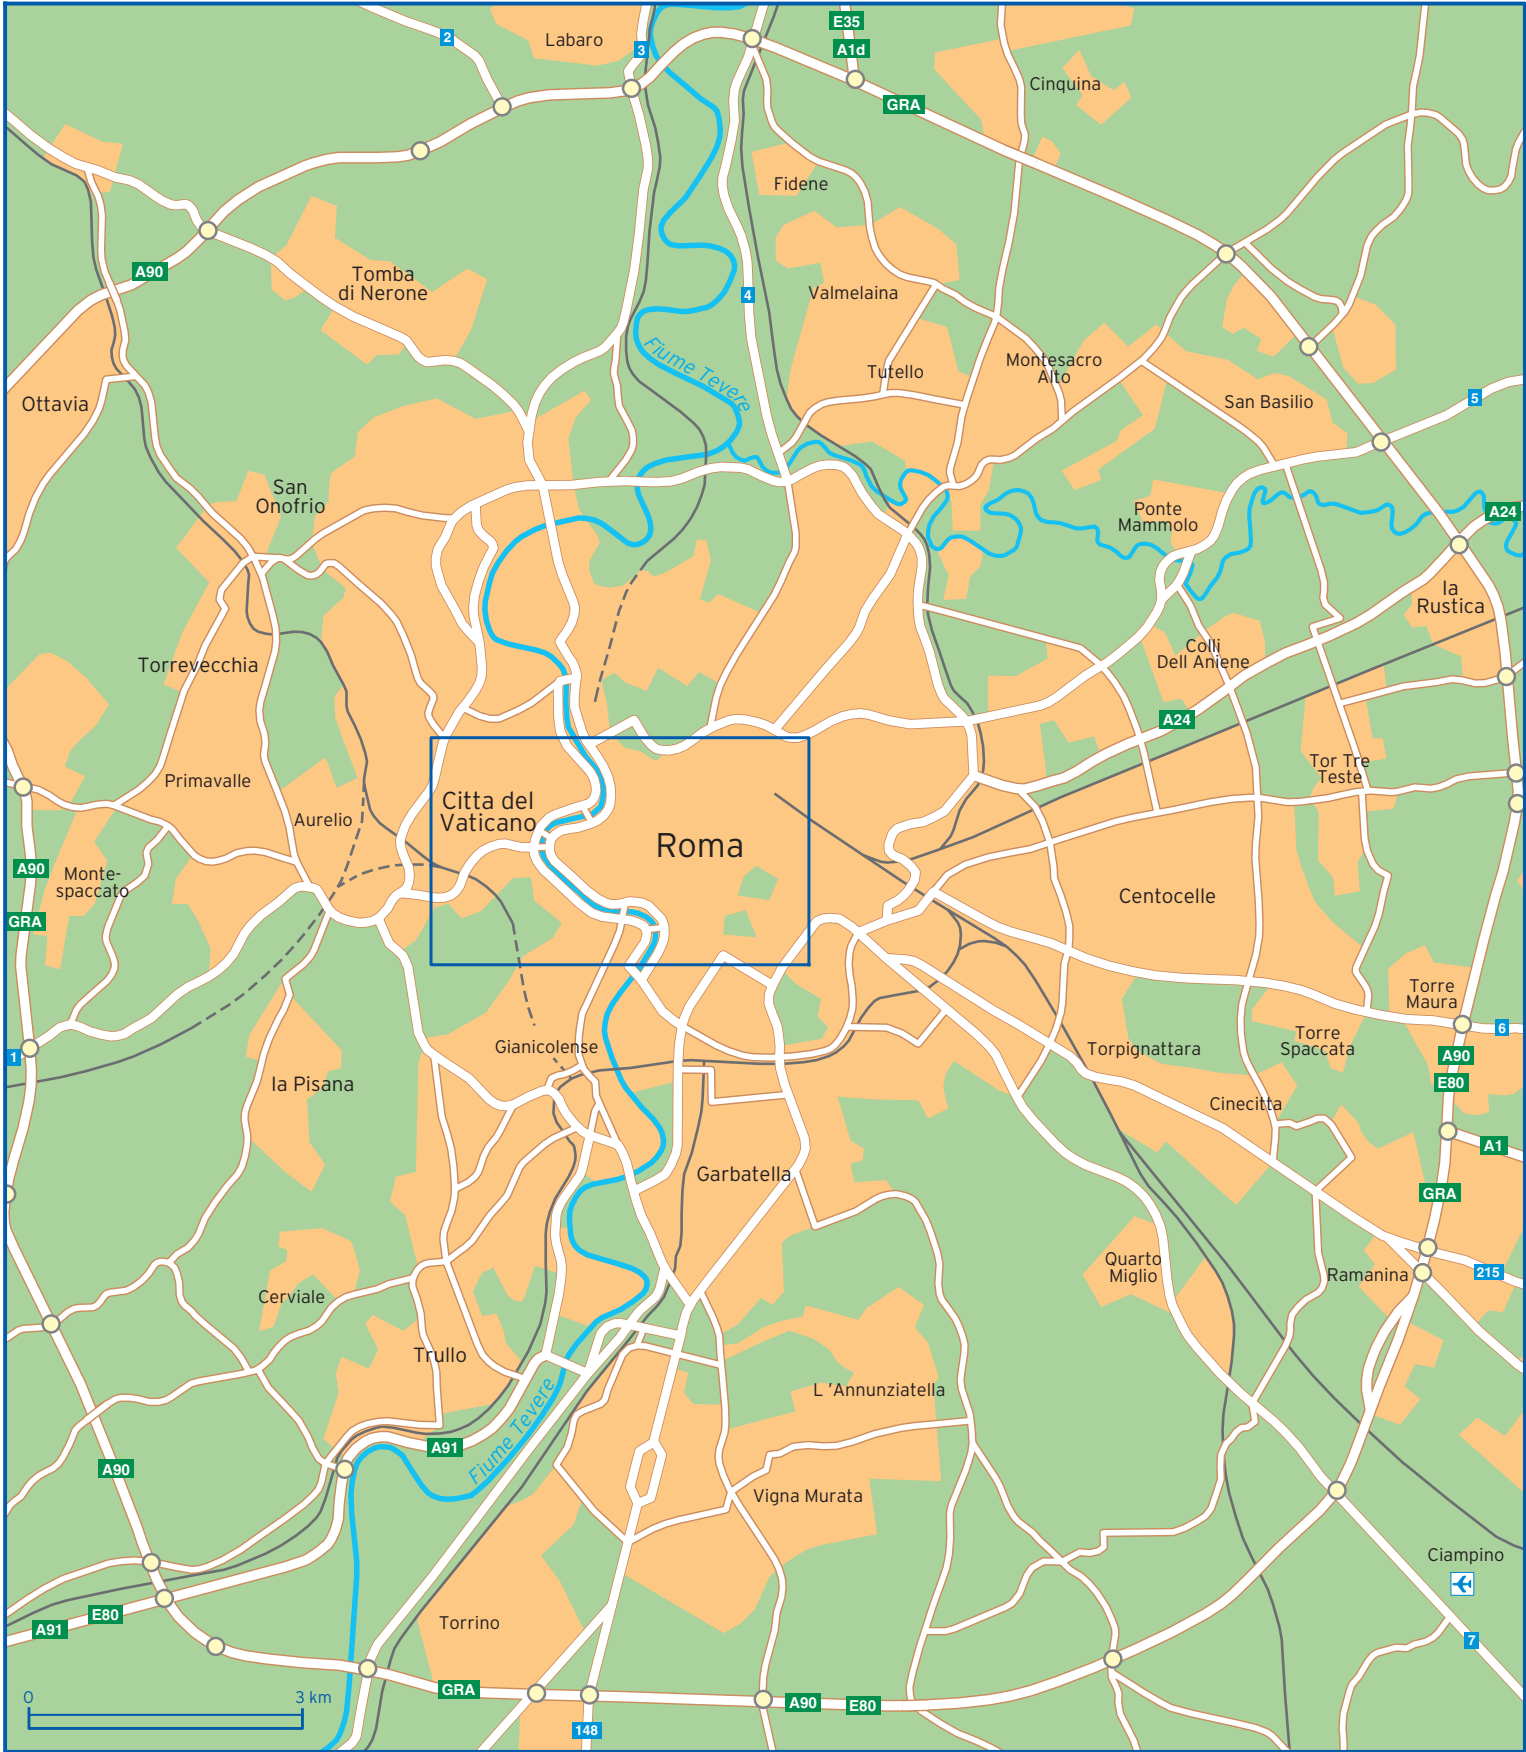 E35
2
Labaro
3
A1d
Cinquina
GRA
Fidene
A90
Tomba
di Nerone
4
Valmelaina
Fiume Tevere
Tutello
Montesacro
Alto
Ottavia
San Basilio
5
San
Onofrio
Ponte
Mammolo
A24
la
Rustica
Colli
Dell Aniene
Torrevecchia
A24
Tor Tre
Teste
Primavalle
Citta del
Vaticano
Aurelio
Roma
A90
Monte-
spaccato
Centocelle
GRA
Torre
Maura
6
1
Gianicolense
Torpignattara
Torre
Spaccata
A90
la Pisana
E80
Cinecitta
A1
Garbatella
GRA
Quarto
Miglio
Ramanina
215
Cerviale
Trullo
L 'Annunziatella
Fiume Tevere
A91
A90
Vigna Murata
Ciampino
E80
A91
Torrino
7
0
3 km
GRA
A90
E80
148